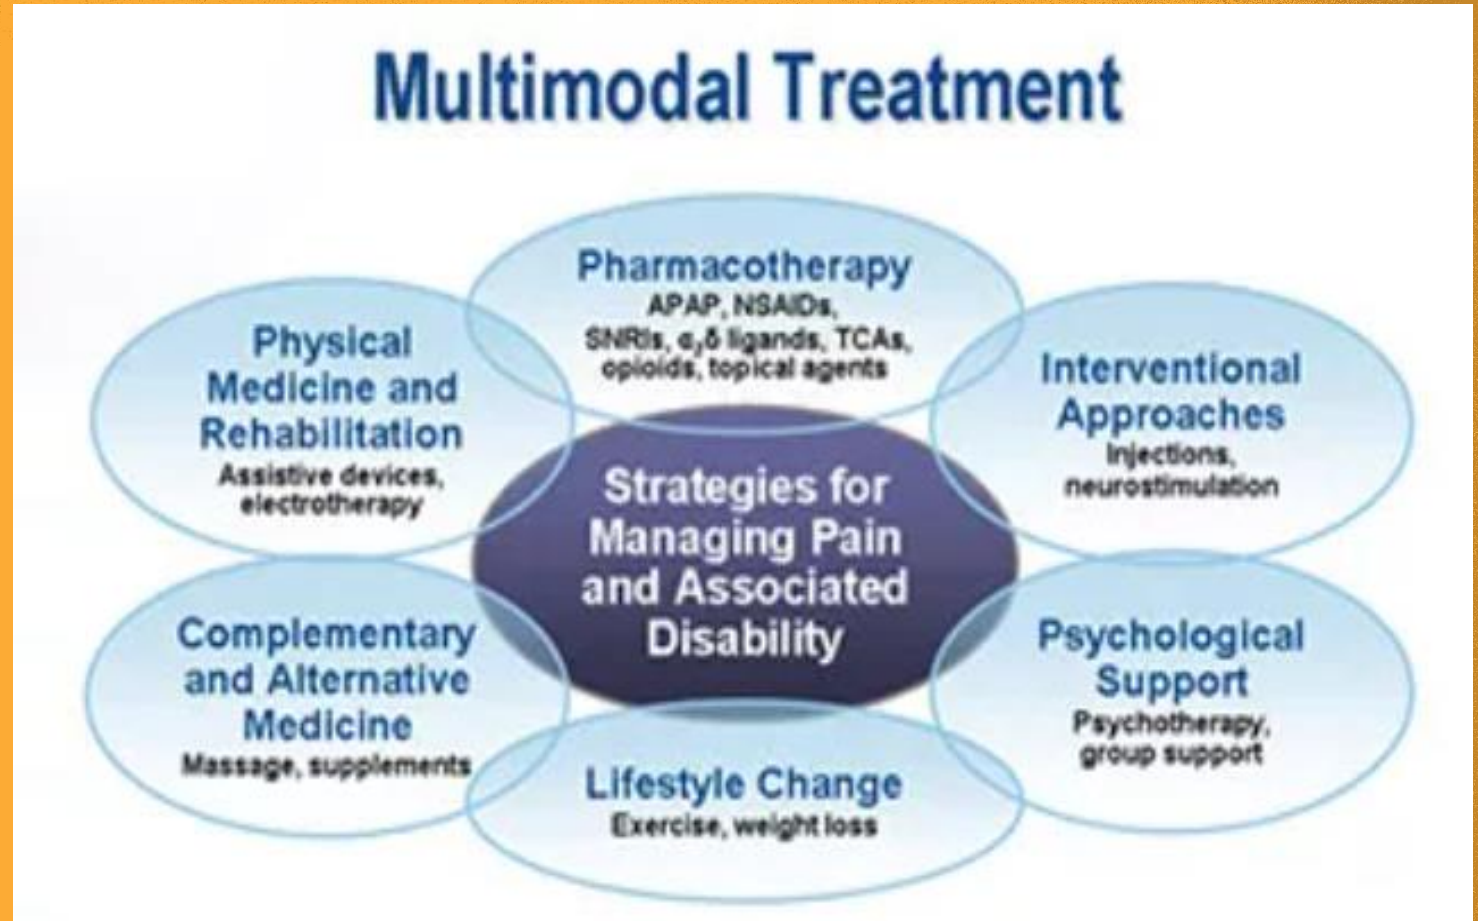 Multimodal Treatment
Pharmacotherapy
APAP, NSAIDs,
SNRIs, α₂δ ligands, TCAs,
opioids, topical agents
Physical
Medicine and
Rehabilitation
Assistive devices,
electrotherapy
Interventional
Approaches
Injections,
neurostimulation
Strategies for
Managing Pain
and Associated
Disability
Complementary
and Alternative
Medicine
Massage, supplements
Psychological
Support
Psychotherapy,
group support
Lifestyle Change
Exercise, weight loss